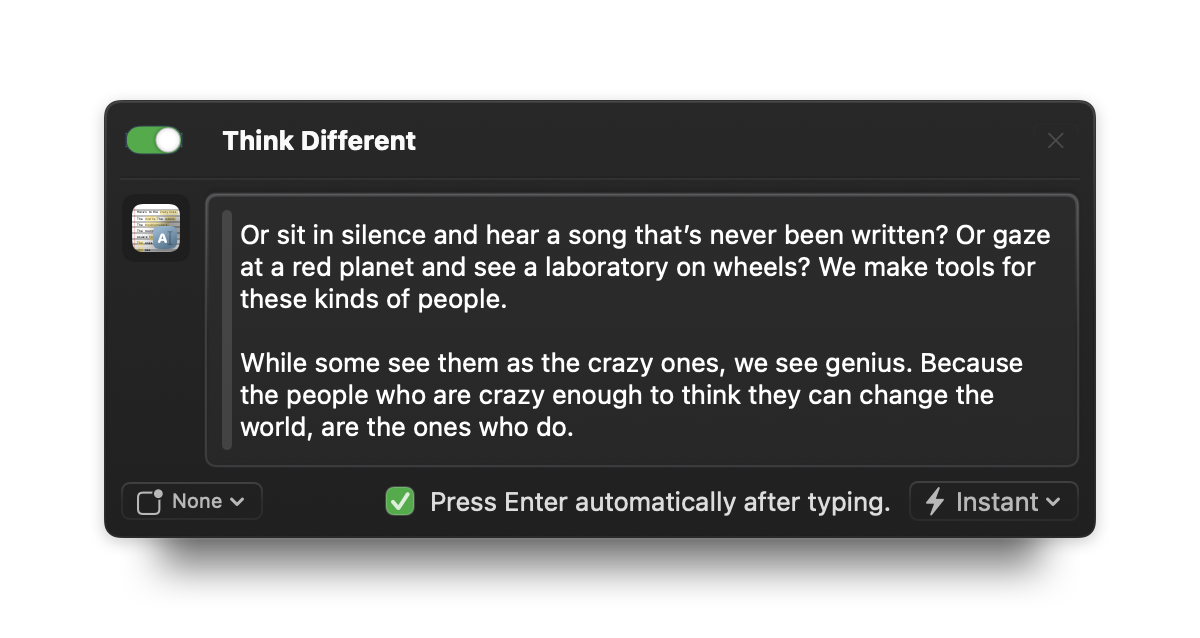 Think Different
Or sit in silence and hear a song that’s never been written? Or gaze
at a red planet and see a laboratory on wheels? We make tools for
these kinds of people.
While some see them as the crazy ones, we see genius. Because
the people who are crazy enough to think they can change the
world, are the ones who do.
None
Press Enter automatically after typing.
Instant